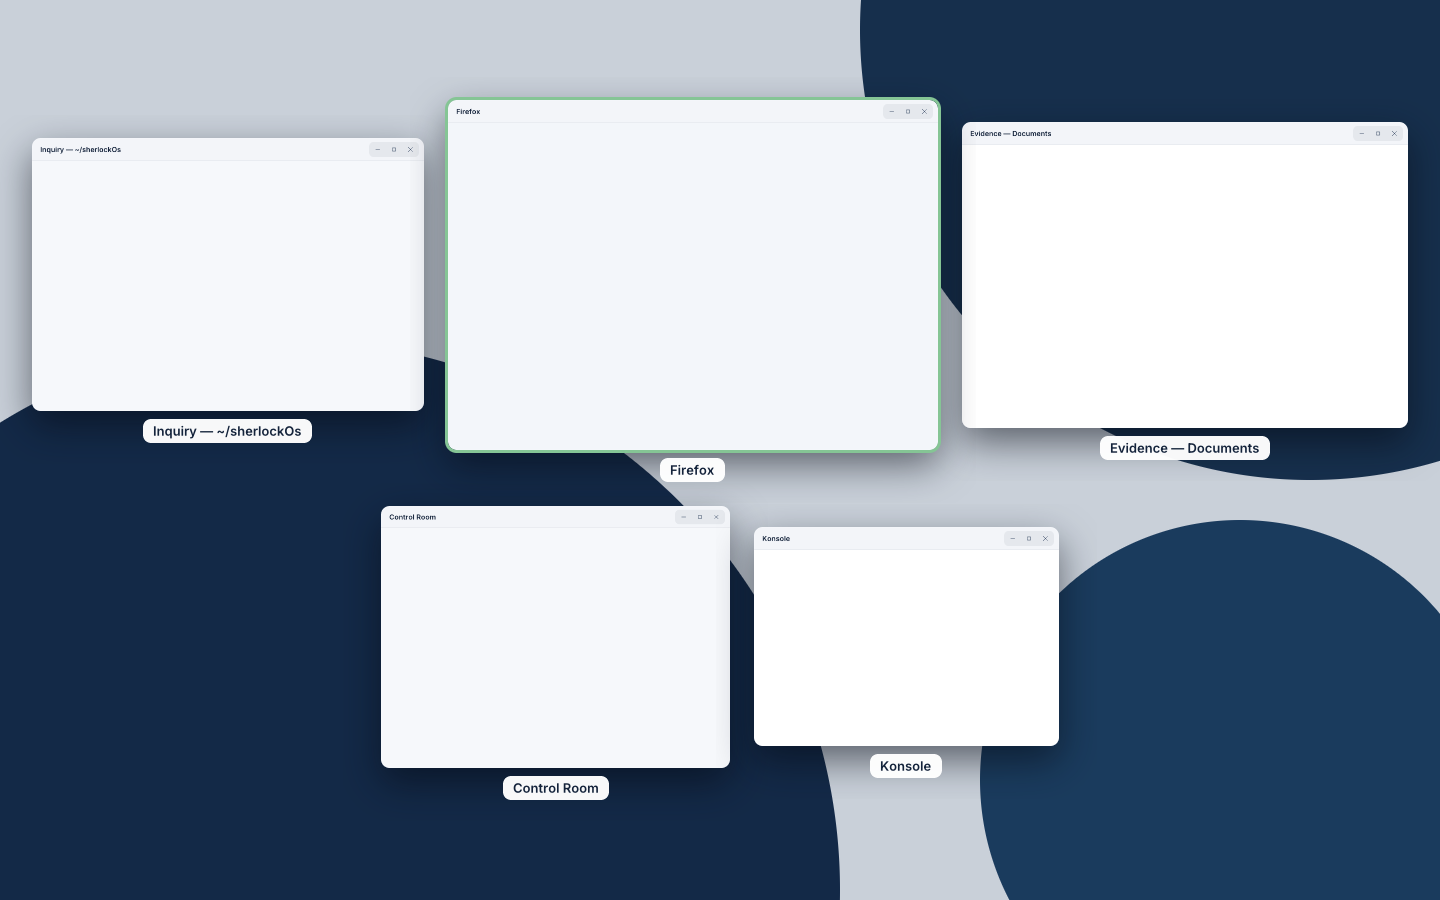 Firefox
Evidence — Documents
Inquiry — ~/sherlockOs
Inquiry — ~/sherlockOs
Evidence — Documents
Firefox
Control Room
Konsole
Konsole
Control Room